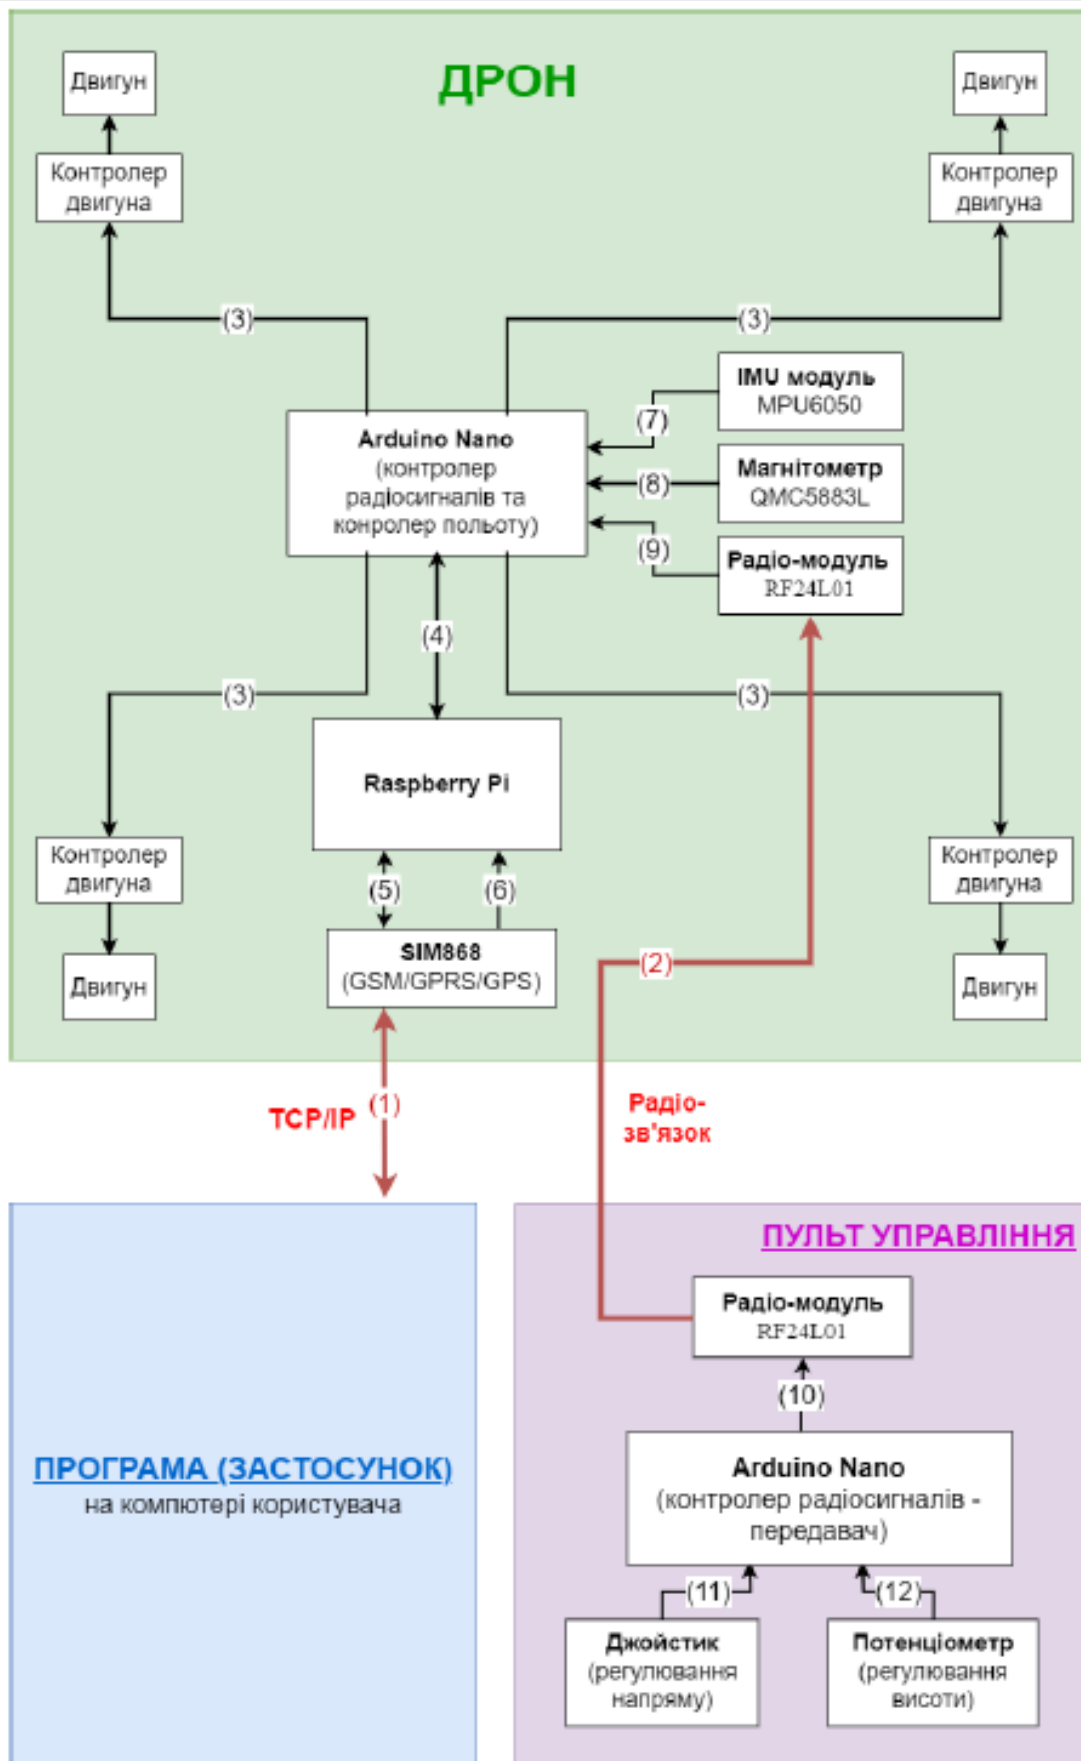 ДРОН
Двигун
Двигун
Контролер
двигуна
Контролер
двигуна
(3)
(3)
IMU модуль
MPU6050
(7)
Arduino Nano
(контролер
радіосигналів та
конролер польоту)
Магнітометр
QMC5883L
(8)
(9)
Радіо-модуль
RF24L01
(4)
(3)
(3)
Raspberry Pi
Контролер
двигуна
Контролер
двигуна
(5)
(6)
SIM868
(GSM/GPRS/GPS)
Двигун
Двигун
(2)
TCP/IP
(1)
Радіо-
зв'язок
ПУЛЬТ УПРАВЛІННЯ
Радіо-модуль
RF24L01
(10)
ПРОГРАМА (ЗАСТОСУНОК)
на компютері користувача
Arduino Nano
(контролер радіосигналів -
передавач)
(11)
(12)
Джойстик
(регулювання
напряму)
Потенціометр
(регулювання
висоти)